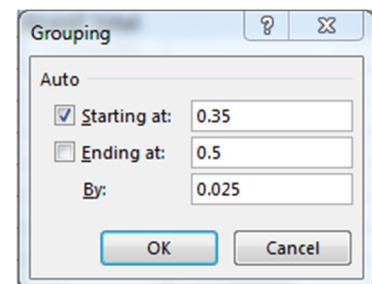 Grouping
Auto
Starting at: 0.35
Ending at: 0.5
By: 0.025
OK Cancel